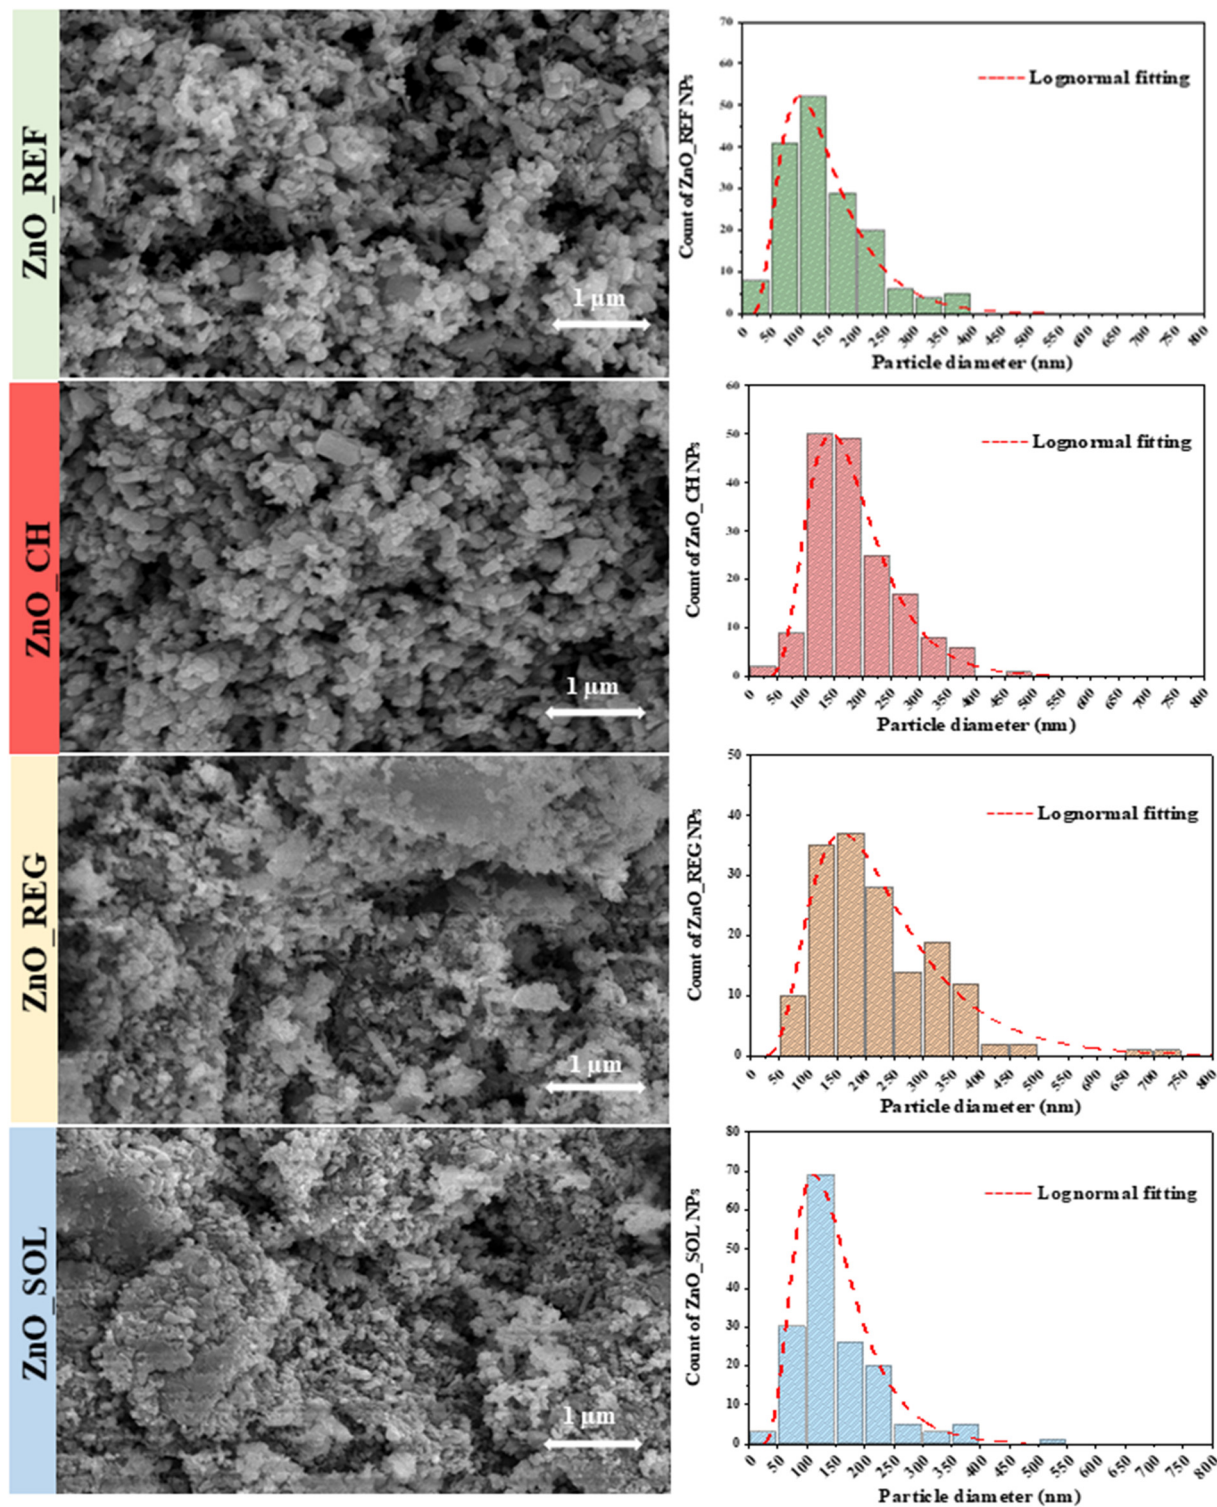 ZnO_REF
1 µm
Count of ZnO_REF NPs
70
60
50
40
30
20
10
0
Lognormal fitting
0 50 100 150 200 250 300 350 400 450 500 550 600 650 700 750 800
Particle diameter (nm)
ZnO_CH
1 µm
Count of ZnO_CH NPs
60
50
40
30
20
10
0
Lognormal fitting
0 50 100 150 200 250 300 350 400 450 500 550 600 650 700 750 800
Particle diameter (nm)
ZnO_REG
1 µm
Count of ZnO_REG NPs
50
40
30
20
10
0
Lognormal fitting
0 50 100 150 200 250 300 350 400 450 500 550 600 650 700 750 800
Particle diameter (nm)
ZnO_SOL
1 µm
Count of ZnO_SOL NPs
80
70
60
50
40
30
20
10
0
Lognormal fitting
0 50 100 150 200 250 300 350 400 450 500 550 600 650 700 750 800
Particle diameter (nm)